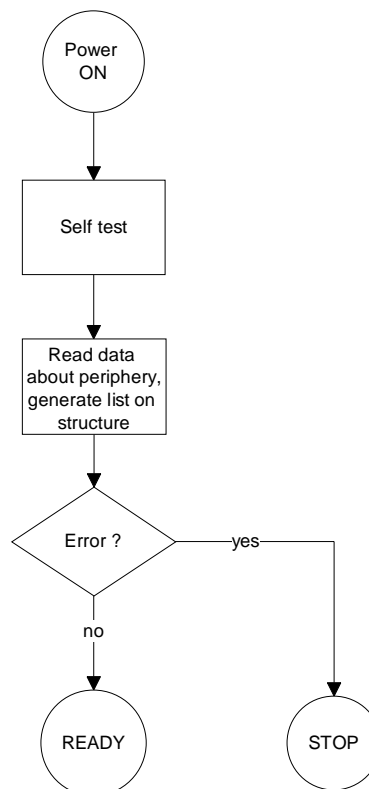 Power
ON
Self test
Read data
about periphery,
generate list on
structure
Error ?
yes
no
READY
STOP